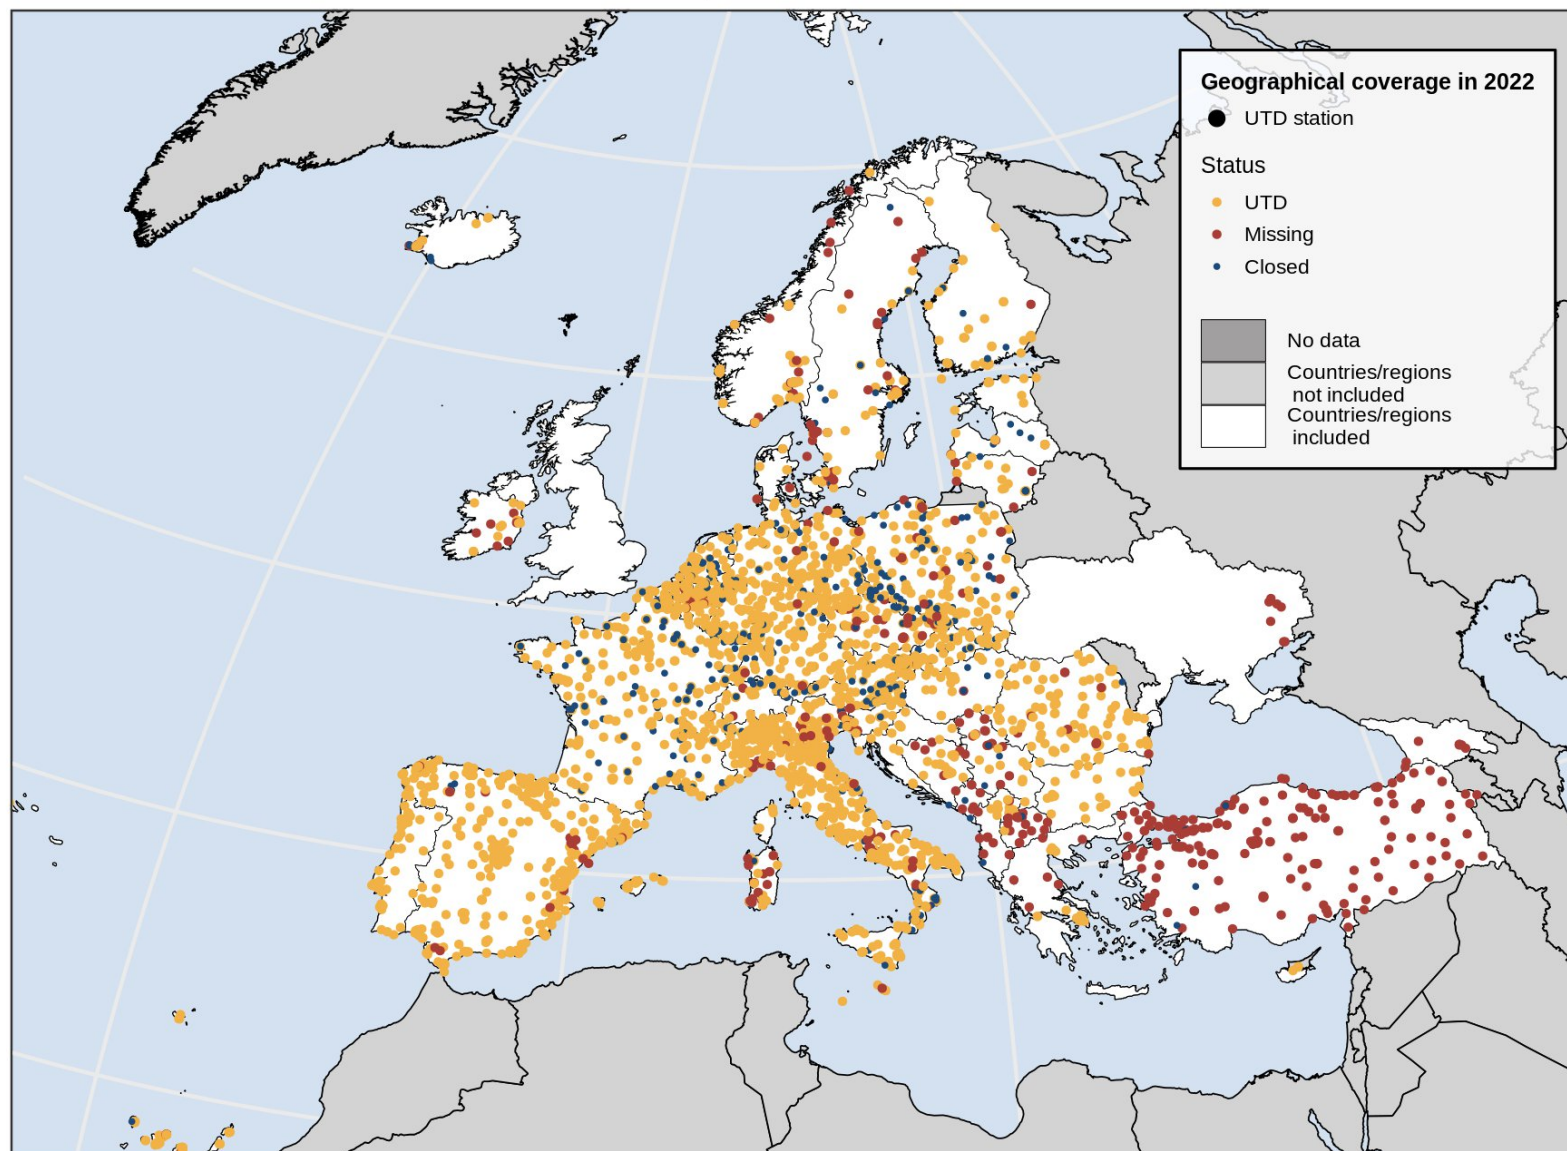 Geographical coverage in 2022
UTD station
Status
UTD
Missing
Closed
No data
Countries/regions
not included
Countries/regions
included